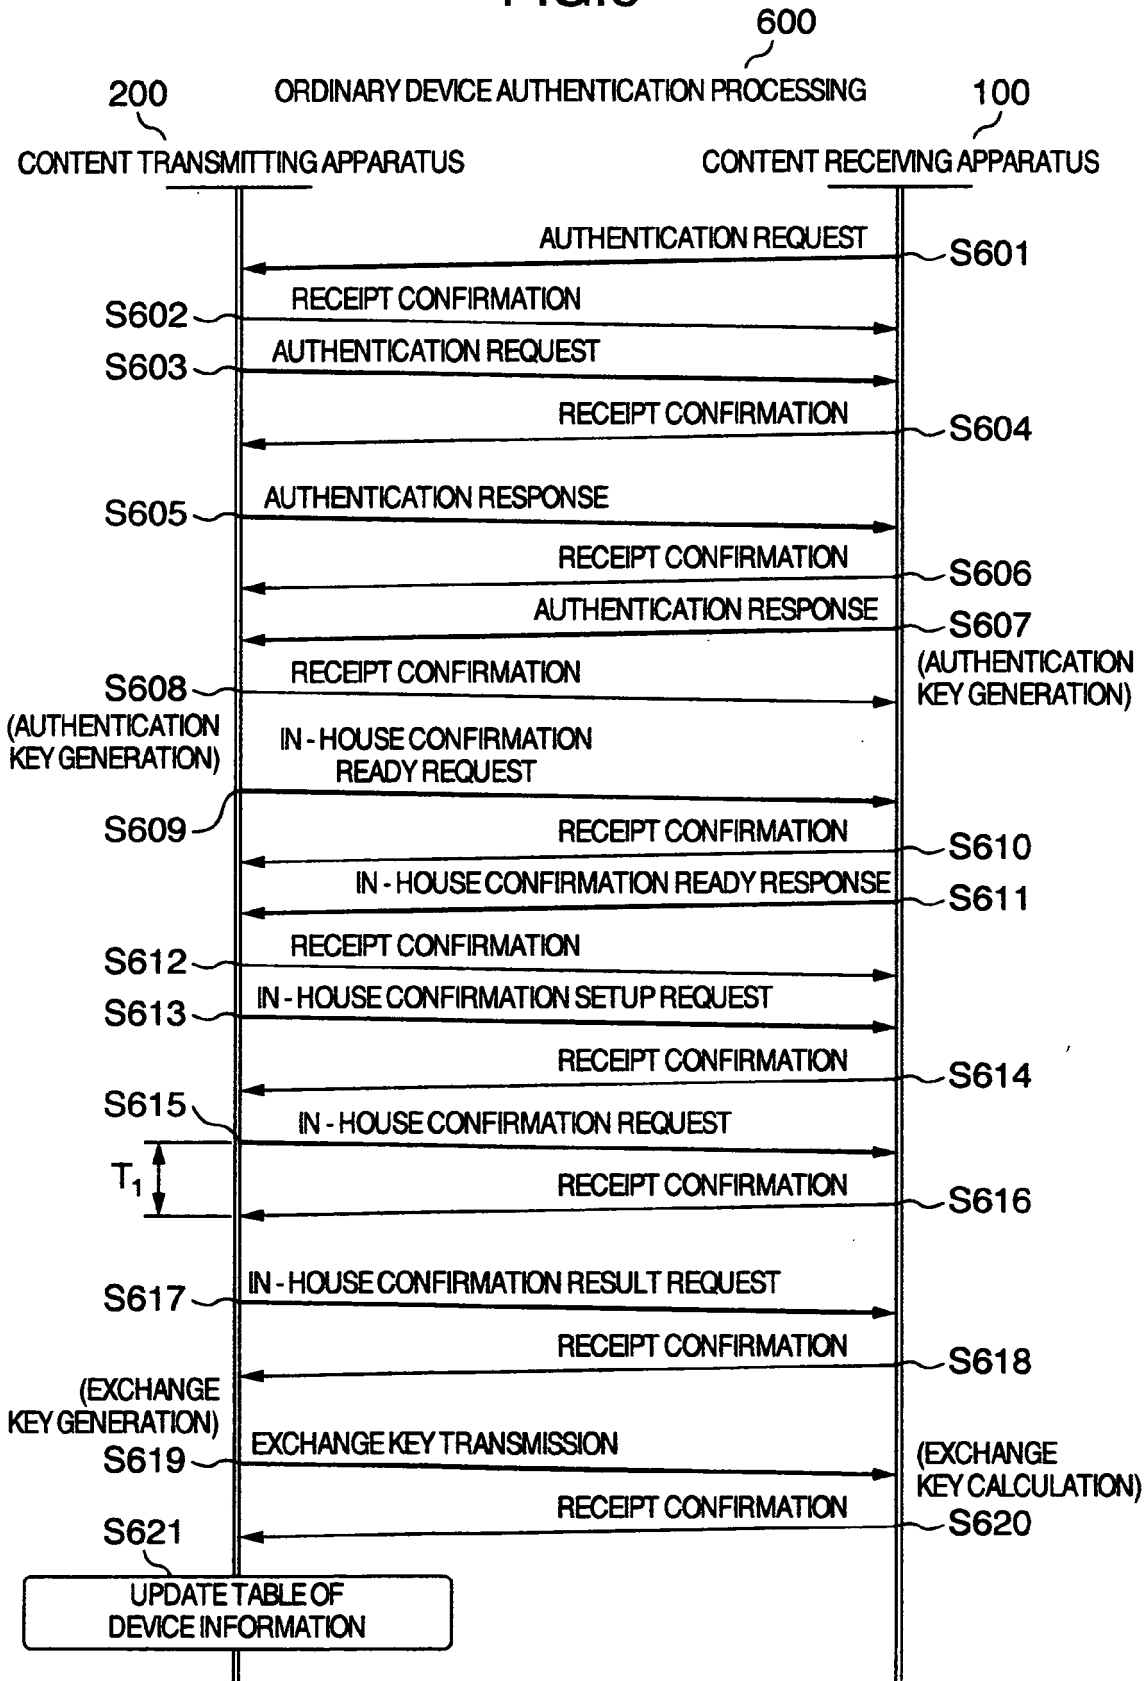 600
ORDINARY DEVICE AUTHENTICATION PROCESSING
200
100
CONTENT TRANSMITTING APPARATUS
CONTENT RECEIVING APPARATUS
AUTHENTICATION REQUEST
S601
RECEIPT CONFIRMATION
S602
AUTHENTICATION REQUEST
S603
RECEIPT CONFIRMATION
S604
AUTHENTICATION RESPONSE
S605
RECEIPT CONFIRMATION
S606
AUTHENTICATION RESPONSE
S607
(AUTHENTICATION
KEY GENERATION)
RECEIPT CONFIRMATION
S608
(AUTHENTICATION
KEY GENERATION)
IN-HOUSE CONFIRMATION
READY REQUEST
S609
RECEIPT CONFIRMATION
S610
IN-HOUSE CONFIRMATION READY RESPONSE
S611
RECEIPT CONFIRMATION
S612
IN-HOUSE CONFIRMATION SETUP REQUEST
S613
RECEIPT CONFIRMATION
S614
S615
IN-HOUSE CONFIRMATION REQUEST
T1
RECEIPT CONFIRMATION
S616
IN-HOUSE CONFIRMATION RESULT REQUEST
S617
RECEIPT CONFIRMATION
S618
(EXCHANGE
KEY GENERATION)
EXCHANGE KEY TRANSMISSION
S619
(EXCHANGE
KEY CALCULATION)
RECEIPT CONFIRMATION
S620
S621
UPDATE TABLE OF
DEVICE INFORMATION